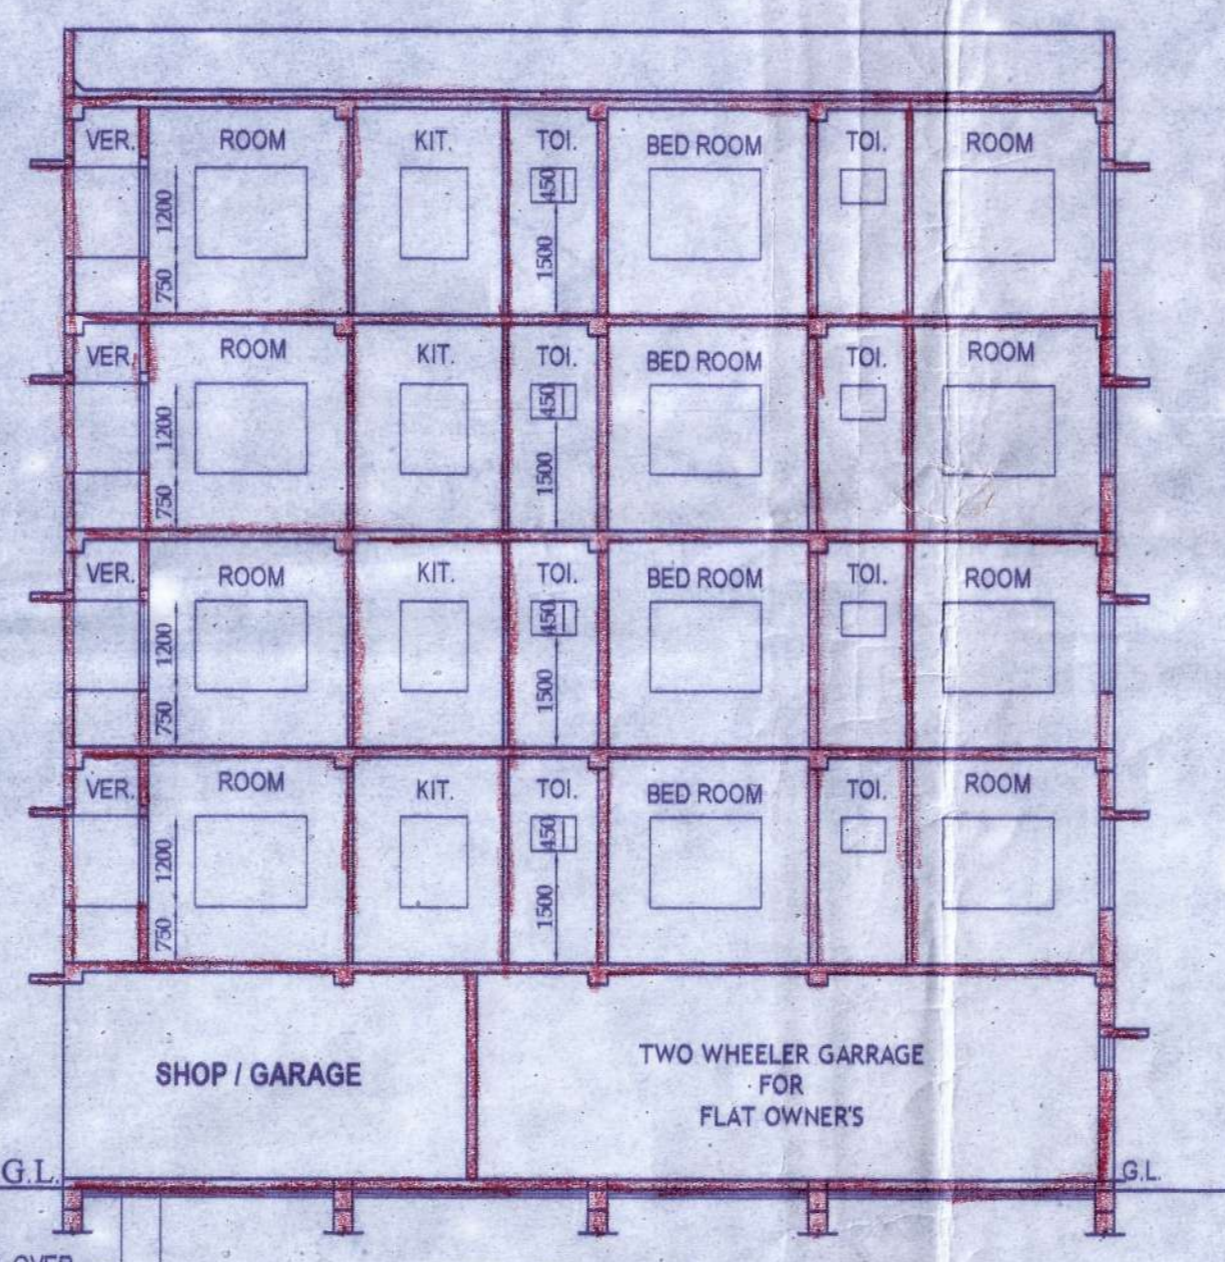 VER. ROOM KIT. TOI. BED ROOM TOI. ROOM
1200 450
750 1500
VER. ROOM KIT. TOI. BED ROOM TOI. ROOM
1200 450
750 1500
VER. ROOM KIT. TOI. BED ROOM TOI. ROOM
1200 450
750 1500
VER. ROOM KIT. TOI. BED ROOM TOI. ROOM
1200 450
750 1500
SHOP / GARAGE
TWO WHEELER GARRAGE
FOR
FLAT OWNER'S
G.L. G.L.